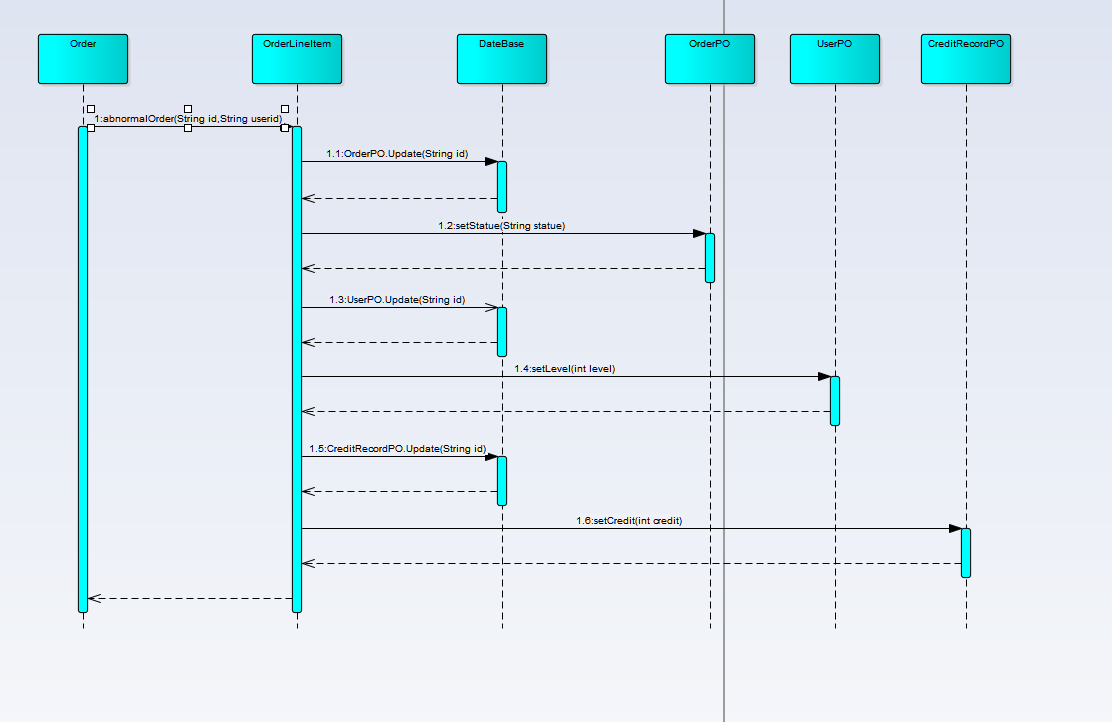 Order
OrderLineItem
DateBase
OrderPO
UserPO
CreditRecordPO
1:abnormalOrder(String id,String userid)
1.1:OrderPO.Update(String id)
1.2:setStatue(String statue)
1.3:UserPO.Update(String id)
1.4:setLevel(int level)
1.5:CreditRecordPO.Update(String id)
1.6:setCredit(int credit)